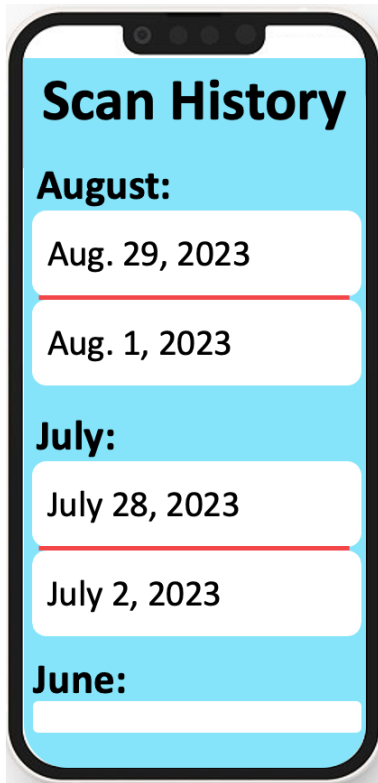 Scan History
August:
Aug. 29, 2023
Aug. 1, 2023
July:
July 28, 2023
July 2, 2023
June: